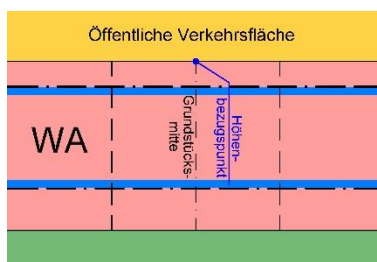 Öffentliche Verkehrsfläche
WA
Grundstücks-
mitte
Höhen-
bezugspunkt